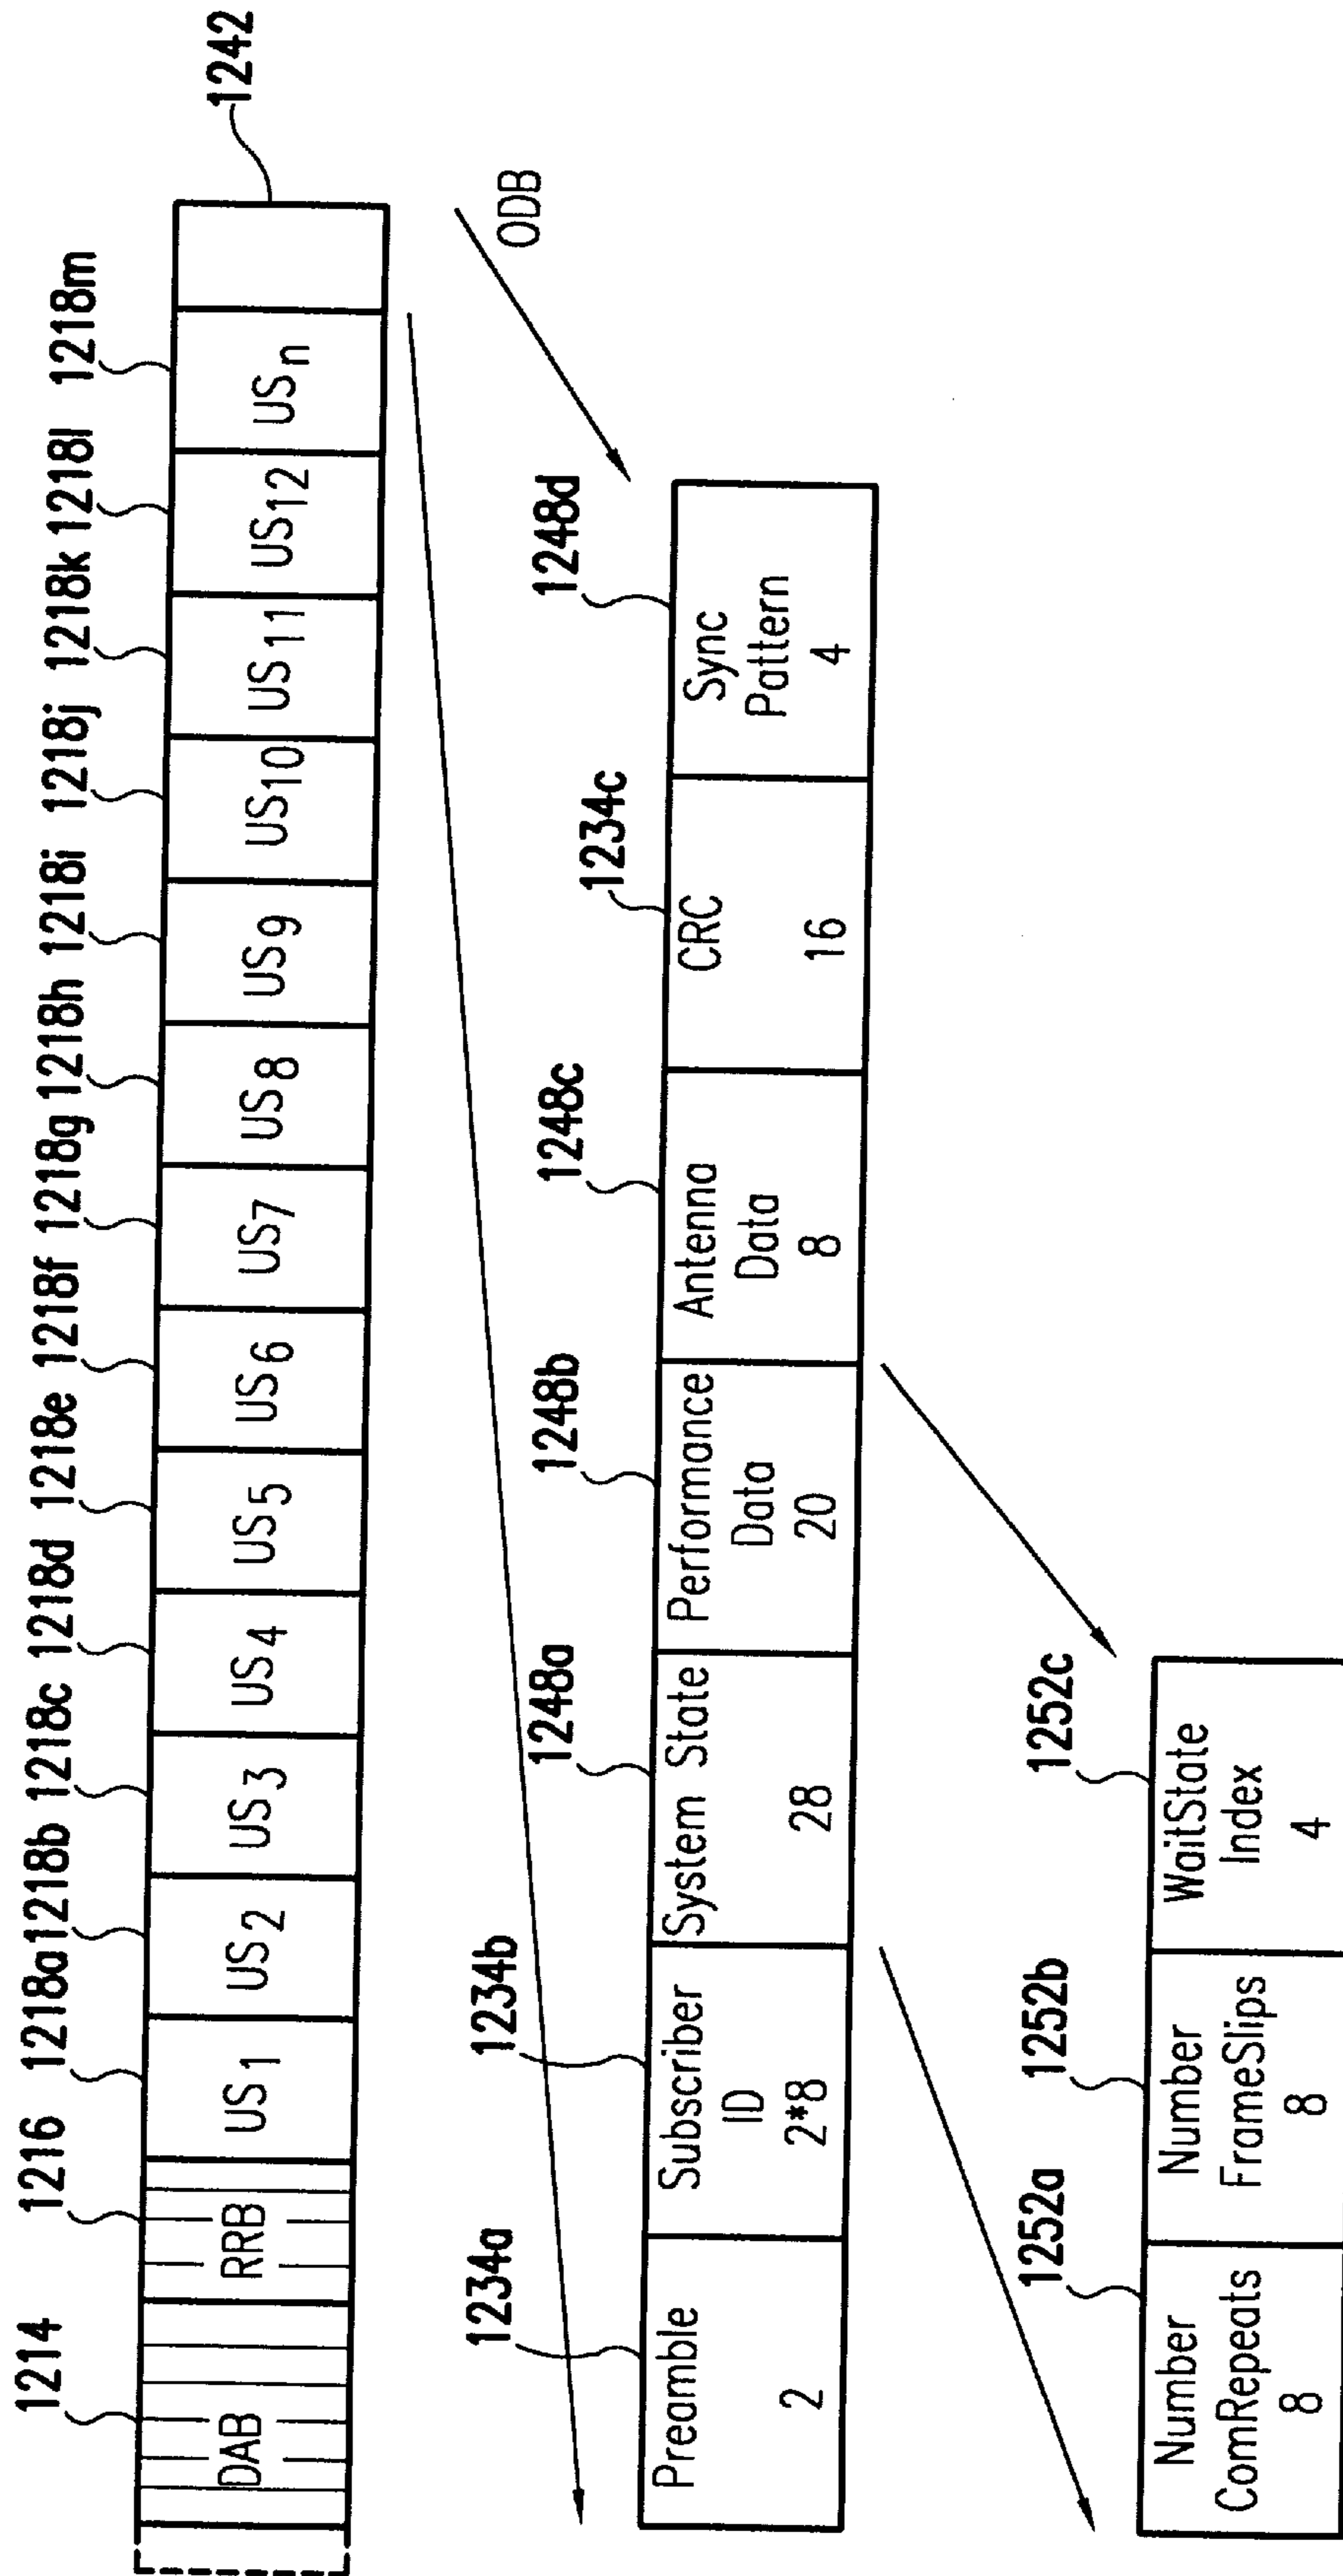 1214 1216 1218a 1218b 1218c 1218d 1218e 1218f 1218g 1218h 1218i 1218j 1218k 1218l 1218m
DAB RRB US1 US2 US3 US4 US5 US6 US7 US8 US9 US10 US11 US12 USn
1242
ODB
1234a 1234b 1248a 1248b 1248c 1234c 1248d
Preamble
2
Subscriber
ID
2*8
System State
28
Performance
Data
20
Antenna
Data
8
CRC
16
Sync
Pattern
4
1252a 1252b 1252c
Number
ComRepeats
8
Number
FrameSlips
8
WaitState
Index
4